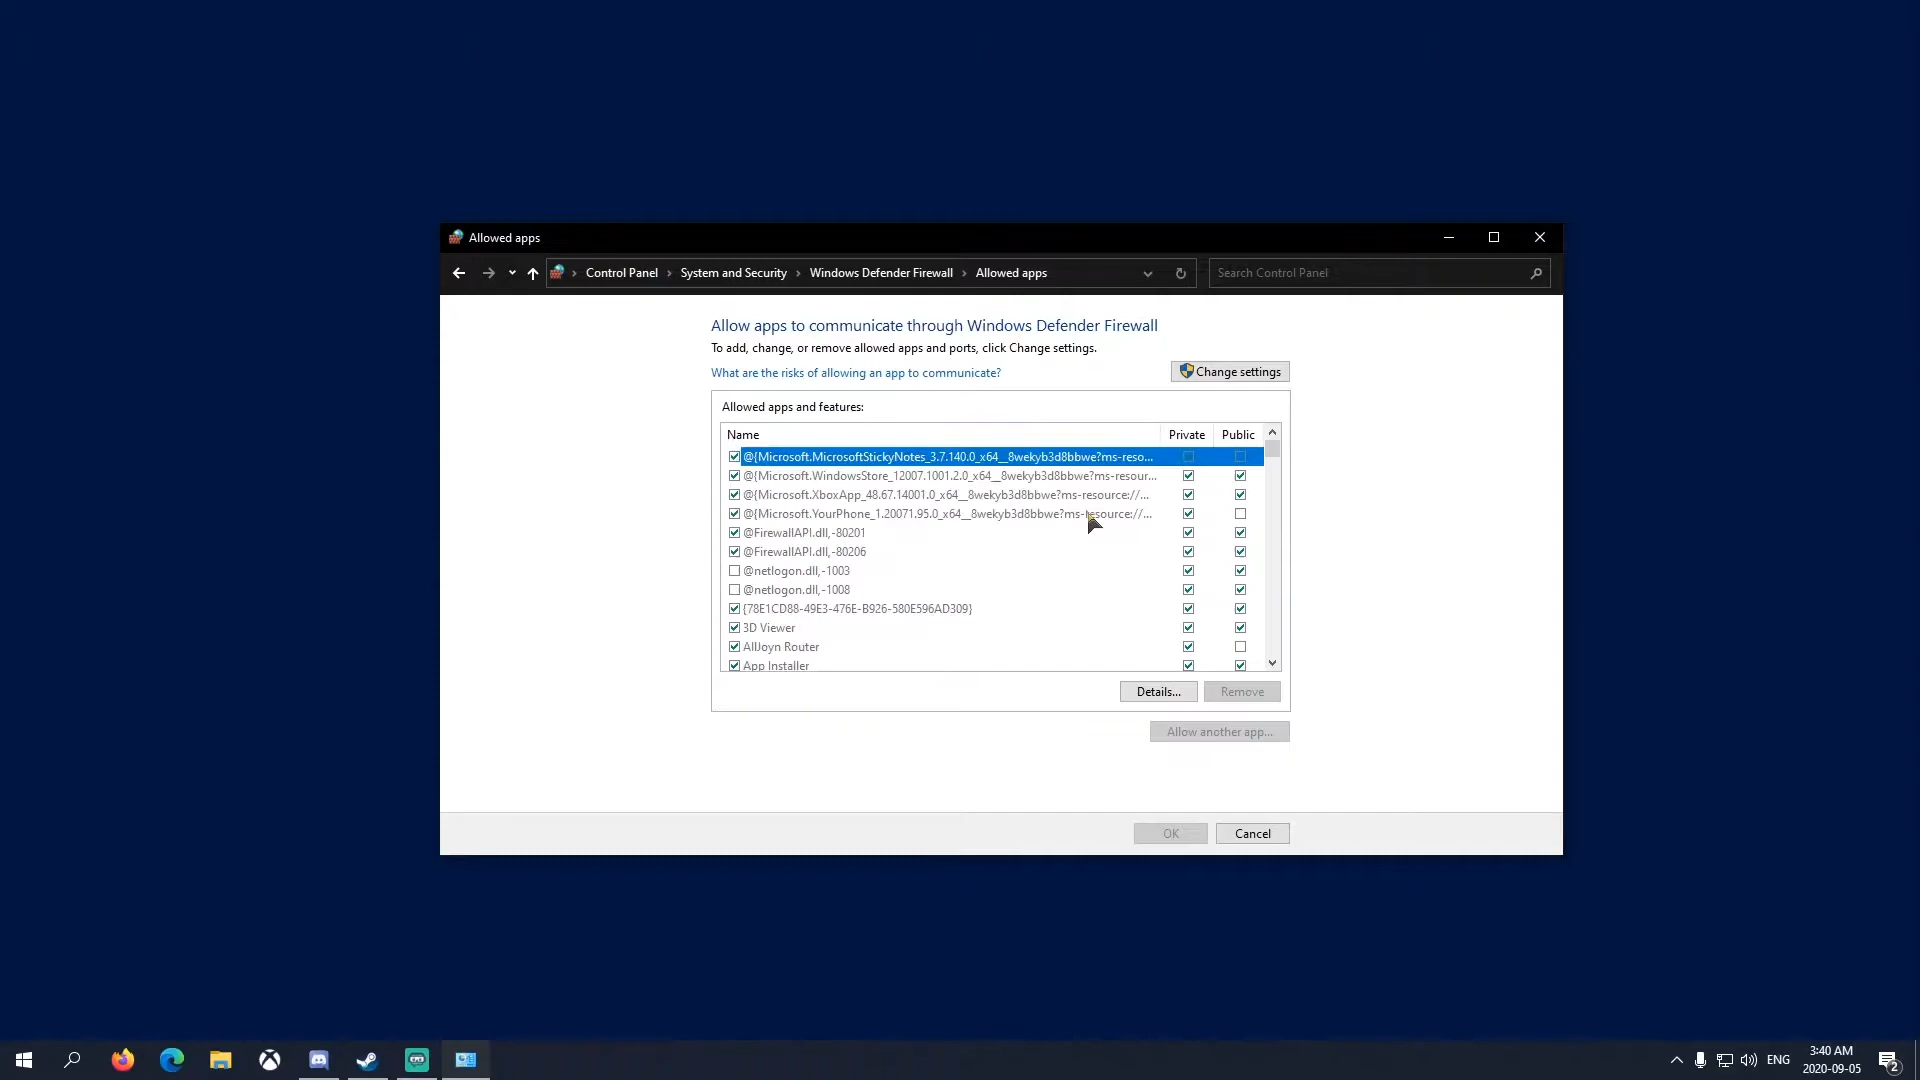 Allowed apps
Control Panel System and Security Windows Defender Firewall Allowed apps
Search Control Panel
Allow apps to communicate through Windows Defender Firewall
To add, change, or remove allowed apps and ports, click Change settings.
What are the risks of allowing an app to communicate?
Change settings
Allowed apps and features:
Name Private Public
@{Microsoft.MicrosoftStickyNotes_3.7.140.0_x64__8wekyb3d8bbwe?ms-reso...
@{Microsoft.WindowsStore_12007.1001.2.0_x64__8wekyb3d8bbwe?ms-resour...
@{Microsoft.XboxApp_48.67.14001.0_x64__8wekyb3d8bbwe?ms-resource://...
@{Microsoft.YourPhone_1.20071.95.0_x64__8wekyb3d8bbwe?ms-resource://...
@FirewallAPI.dll,-80201
@FirewallAPI.dll,-80206
@netlogon.dll,-1003
@netlogon.dll,-1008
{78E1CD88-49E3-476E-B926-580E596AD309}
3D Viewer
AllJoyn Router
App Installer
Details... Remove
Allow another app...
OK Cancel
ENG
3:40 AM
2020-09-05
2